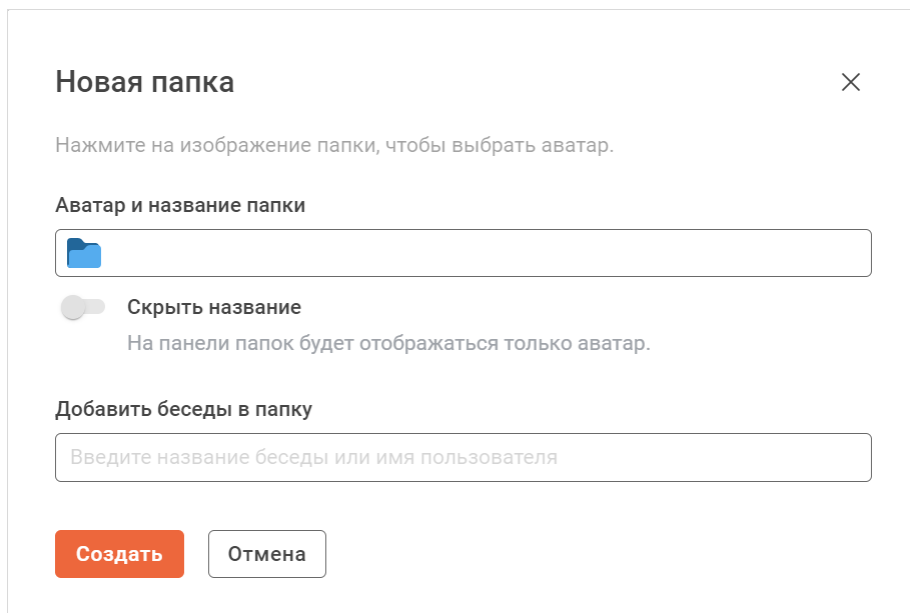 Новая папка
Нажмите на изображение папки, чтобы выбрать аватар.
Аватар и название папки
Скрыть название
На панели папок будет отображаться только аватар.
Добавить беседы в папку
Введите название беседы или имя пользователя
Создать
Отмена